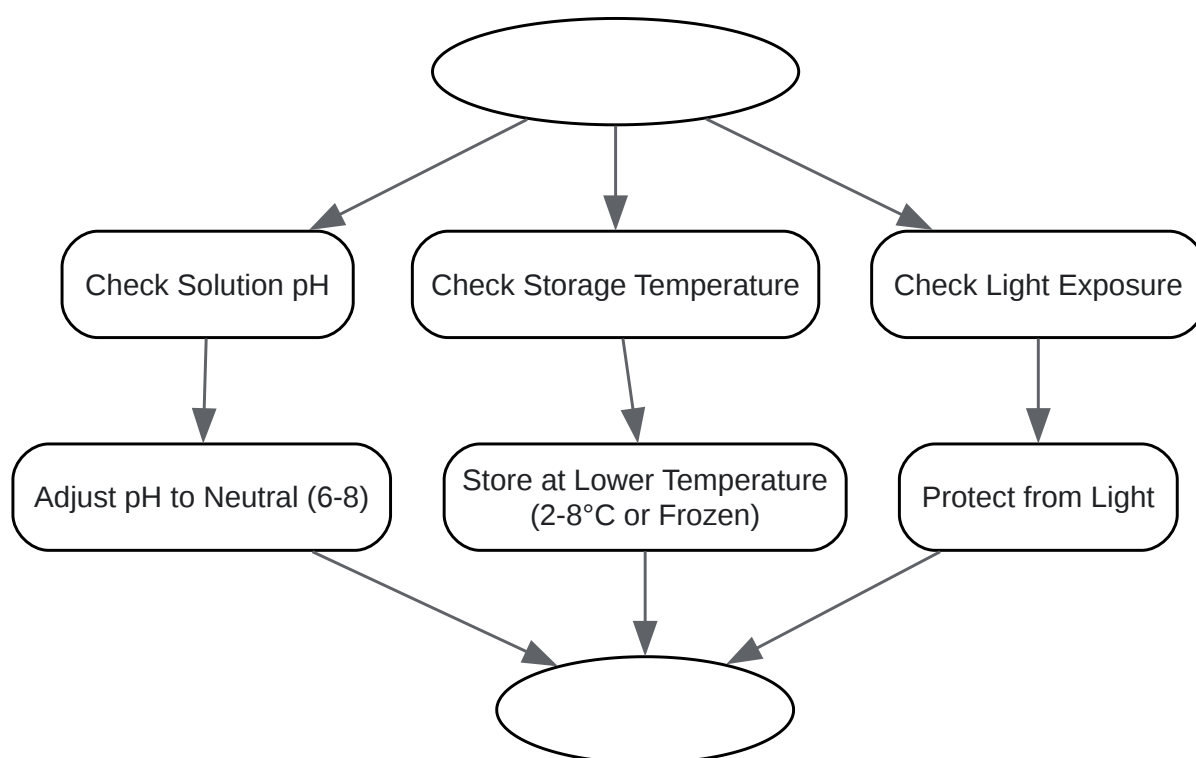 Check Solution pH
Check Storage Temperature
Check Light Exposure
Adjust pH to Neutral (6-8)
Store at Lower Temperature
(2-8°C or Frozen)
Protect from Light